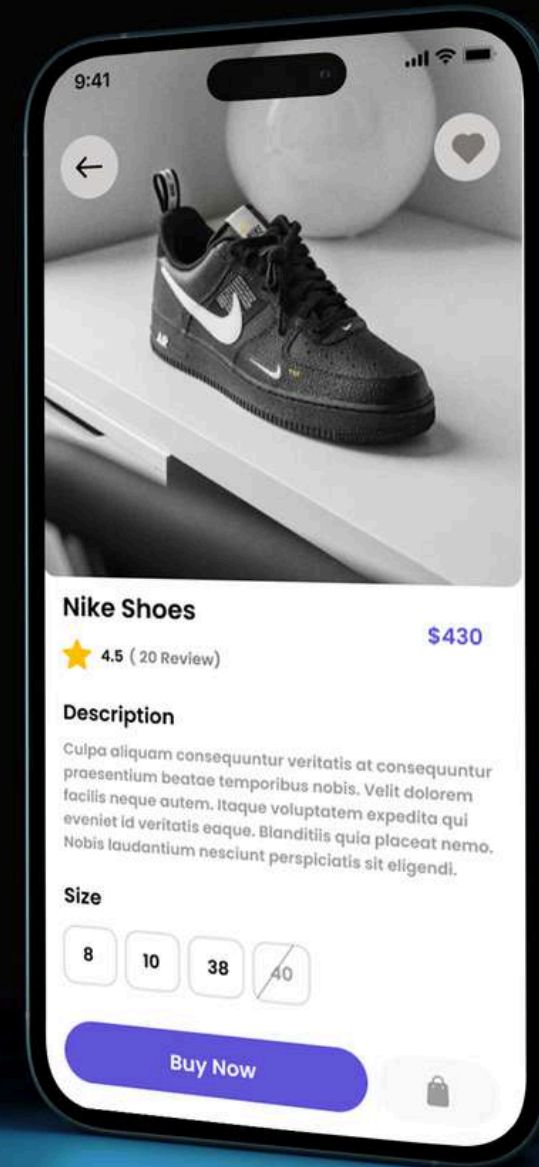 9:41
AIR
Nike Shoes
$430
4.5 ( 20 Review)
Description
Culpa aliquam consequuntur veritatis at consequuntur
praesentium beatae temporibus nobis. Velit dolorem
facilis neque autem. Itaque voluptatem expedita qui
eveniet id veritatis eaque. Blanditiis quia placeat nemo.
Nobis laudantium nesciunt perspiciatis sit eligendi.
Size
8 10 38 40
Buy Now